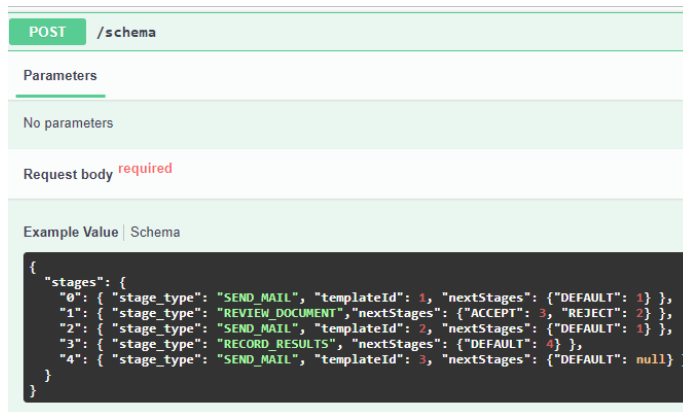 POST /schema
Parameters
No parameters
Request body required
Example Value | Schema
{
"stages": {
"0": { "stage_type": "SEND_MAIL", "templateId": 1, "nextStages": {"DEFAULT": 1} },
"1": { "stage_type": "REVIEW_DOCUMENT","nextStages": {"ACCEPT": 3, "REJECT": 2} },
"2": { "stage_type": "SEND_MAIL", "templateId": 2, "nextStages": {"DEFAULT": 1} },
"3": { "stage_type": "RECORD_RESULTS", "nextStages": {"DEFAULT": 4} },
"4": { "stage_type": "SEND_MAIL", "templateId": 3, "nextStages": {"DEFAULT": null} }
}
}